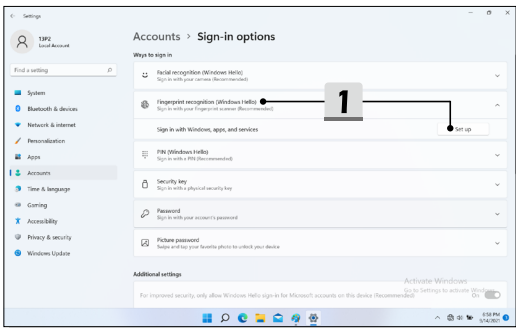 Settings
13P2
Local Account
Find a setting
System
Bluetooth & devices
Network & internet
Personalization
Apps
Accounts
Time & language
Gaming
Accessibility
Privacy & security
Windows Update
Accounts > Sign-in options
Ways to sign in
Facial recognition (Windows Hello)
Sign in with your camera (Recommended)
Fingerprint recognition (Windows Hello)
Sign in with your fingerprint scanner (Recommended)
1
Sign in with Windows, apps, and services
Set up
PIN (Windows Hello)
Sign in with a PIN (Recommended)
Security key
Sign in with a physical security key
Password
Sign in with your account's password
Picture password
Swipe and tap your favorite photo to unlock your device
Additional settings
Activate Windows
Go to Settings to activate Windows.
For improved security, only allow Windows Hello sign-in for Microsoft accounts on this device (Recommended)
On
6:58 PM
5/14/2021